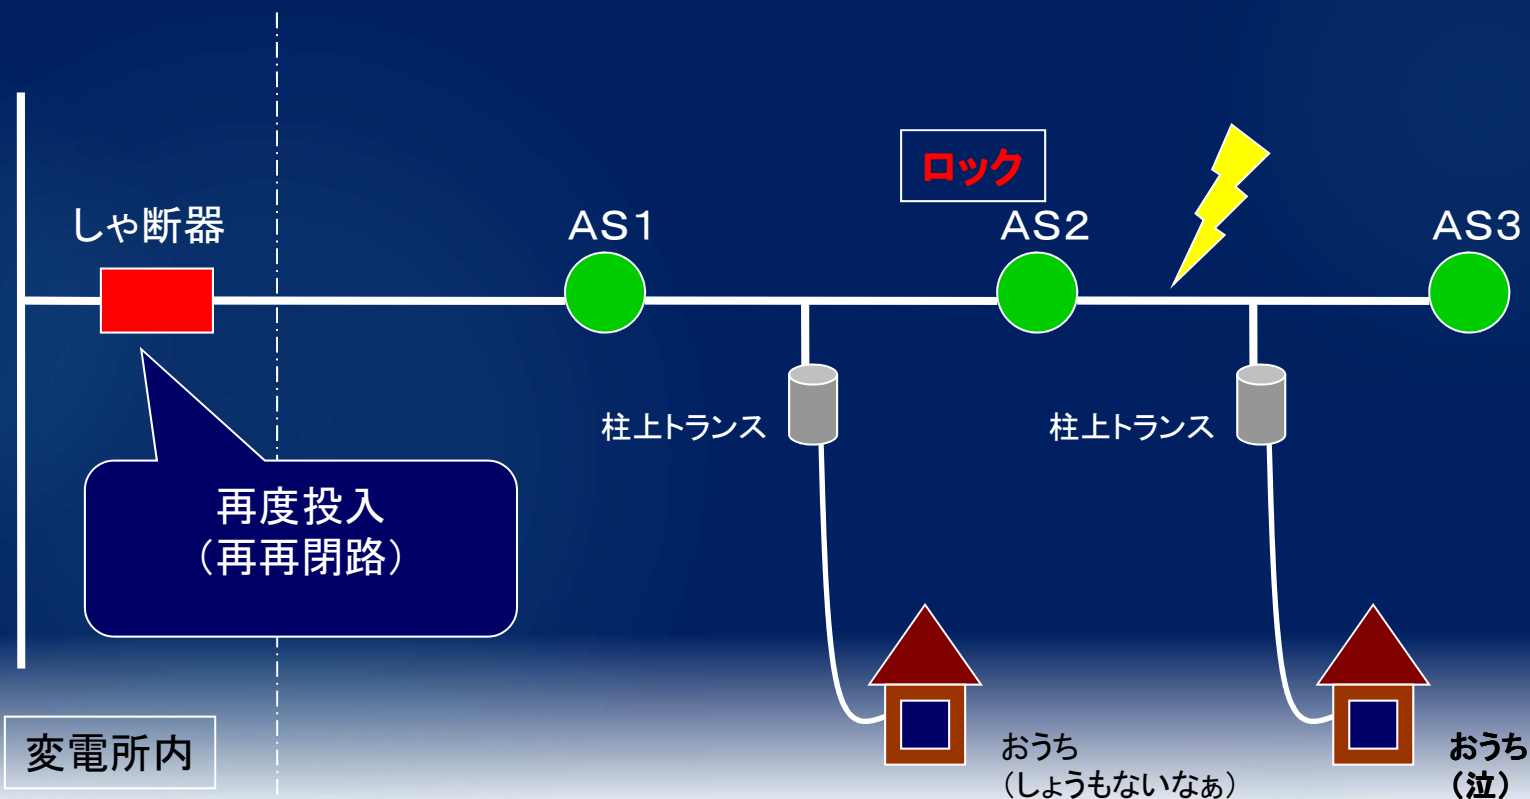 ロック
しゃ断器
AS1
AS2
AS3
柱上トランス
柱上トランス
再度投入
（再再閉路）
変電所内
おうち
（しょうもないなぁ）
おうち
（泣）